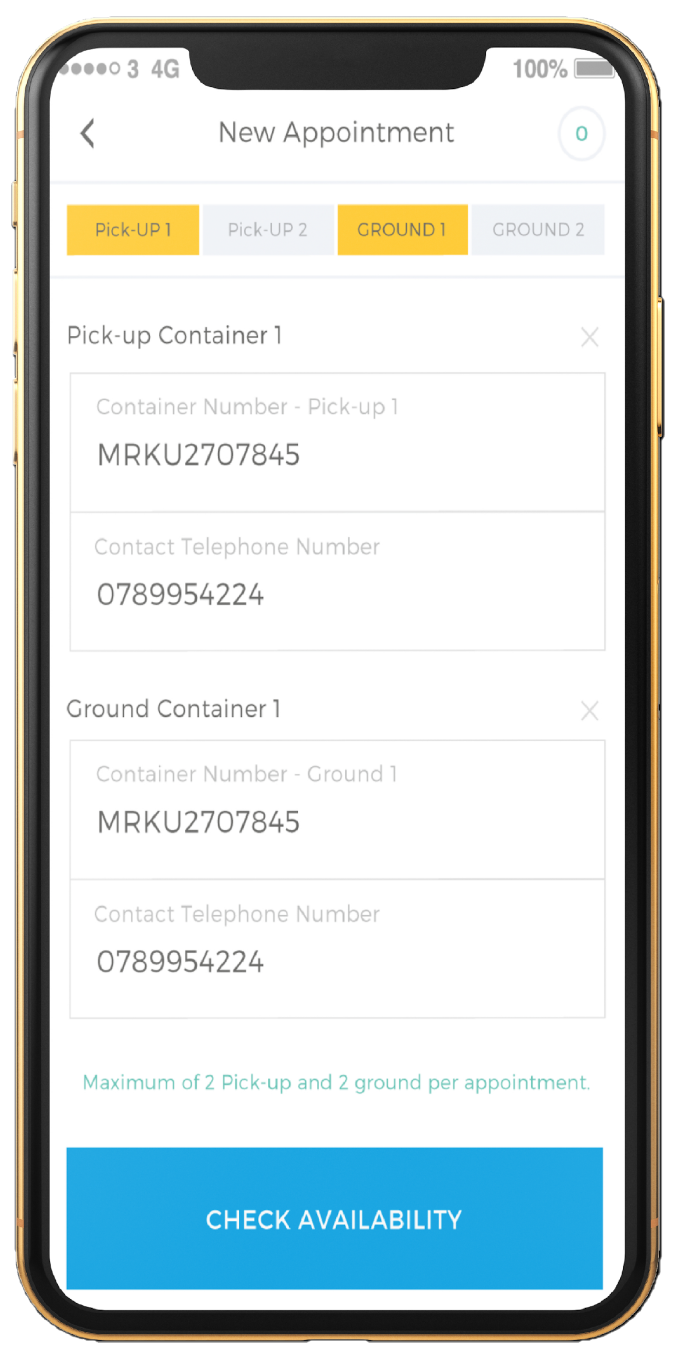 3 4G 100%
New Appointment 0
Pick-UP 1 Pick-UP 2 GROUND 1 GROUND 2
Pick-up Container 1
Container Number - Pick-up 1
MRKU2707845
Contact Telephone Number
0789954224
Ground Container 1
Container Number - Ground 1
MRKU2707845
Contact Telephone Number
0789954224
Maximum of 2 Pick-up and 2 ground per appointment.
CHECK AVAILABILITY